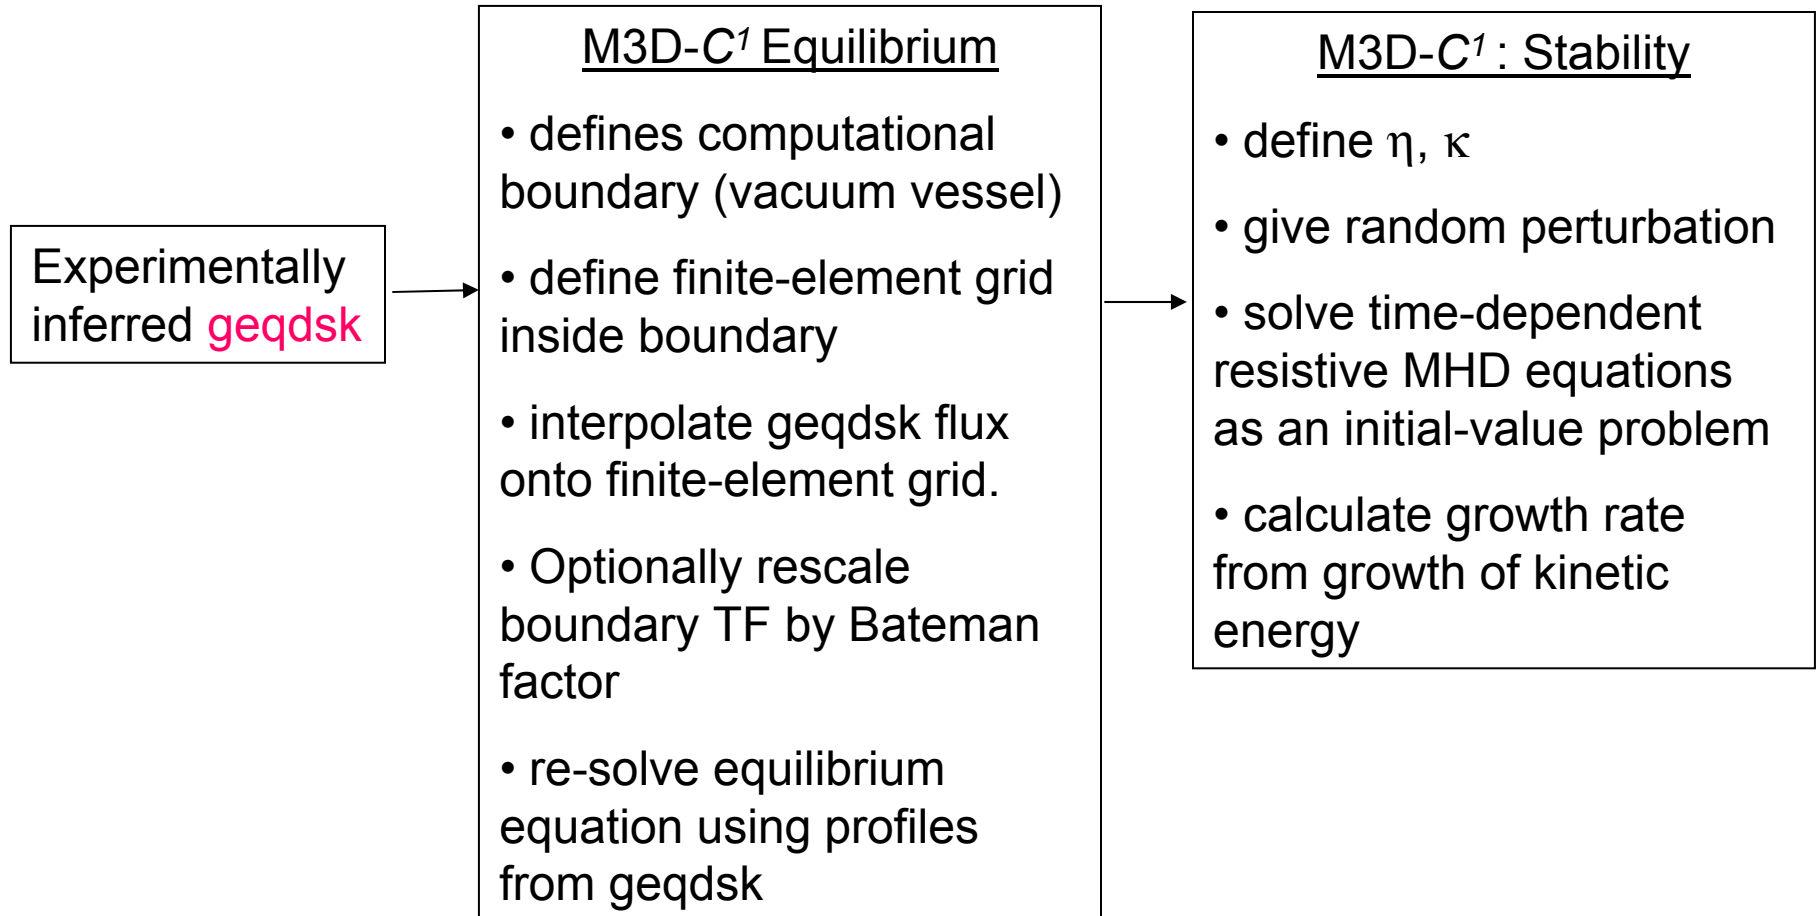 Experimentally
inferred geqdsk
M3D-C¹ Equilibrium
• defines computational
boundary (vacuum vessel)
• define finite-element grid
inside boundary
• interpolate geqdsk flux
onto finite-element grid.
• Optionally rescale
boundary TF by Bateman
factor
• re-solve equilibrium
equation using profiles
from geqdsk
M3D-C¹ : Stability
• define η, κ
• give random perturbation
• solve time-dependent
resistive MHD equations
as an initial-value problem
• calculate growth rate
from growth of kinetic
energy